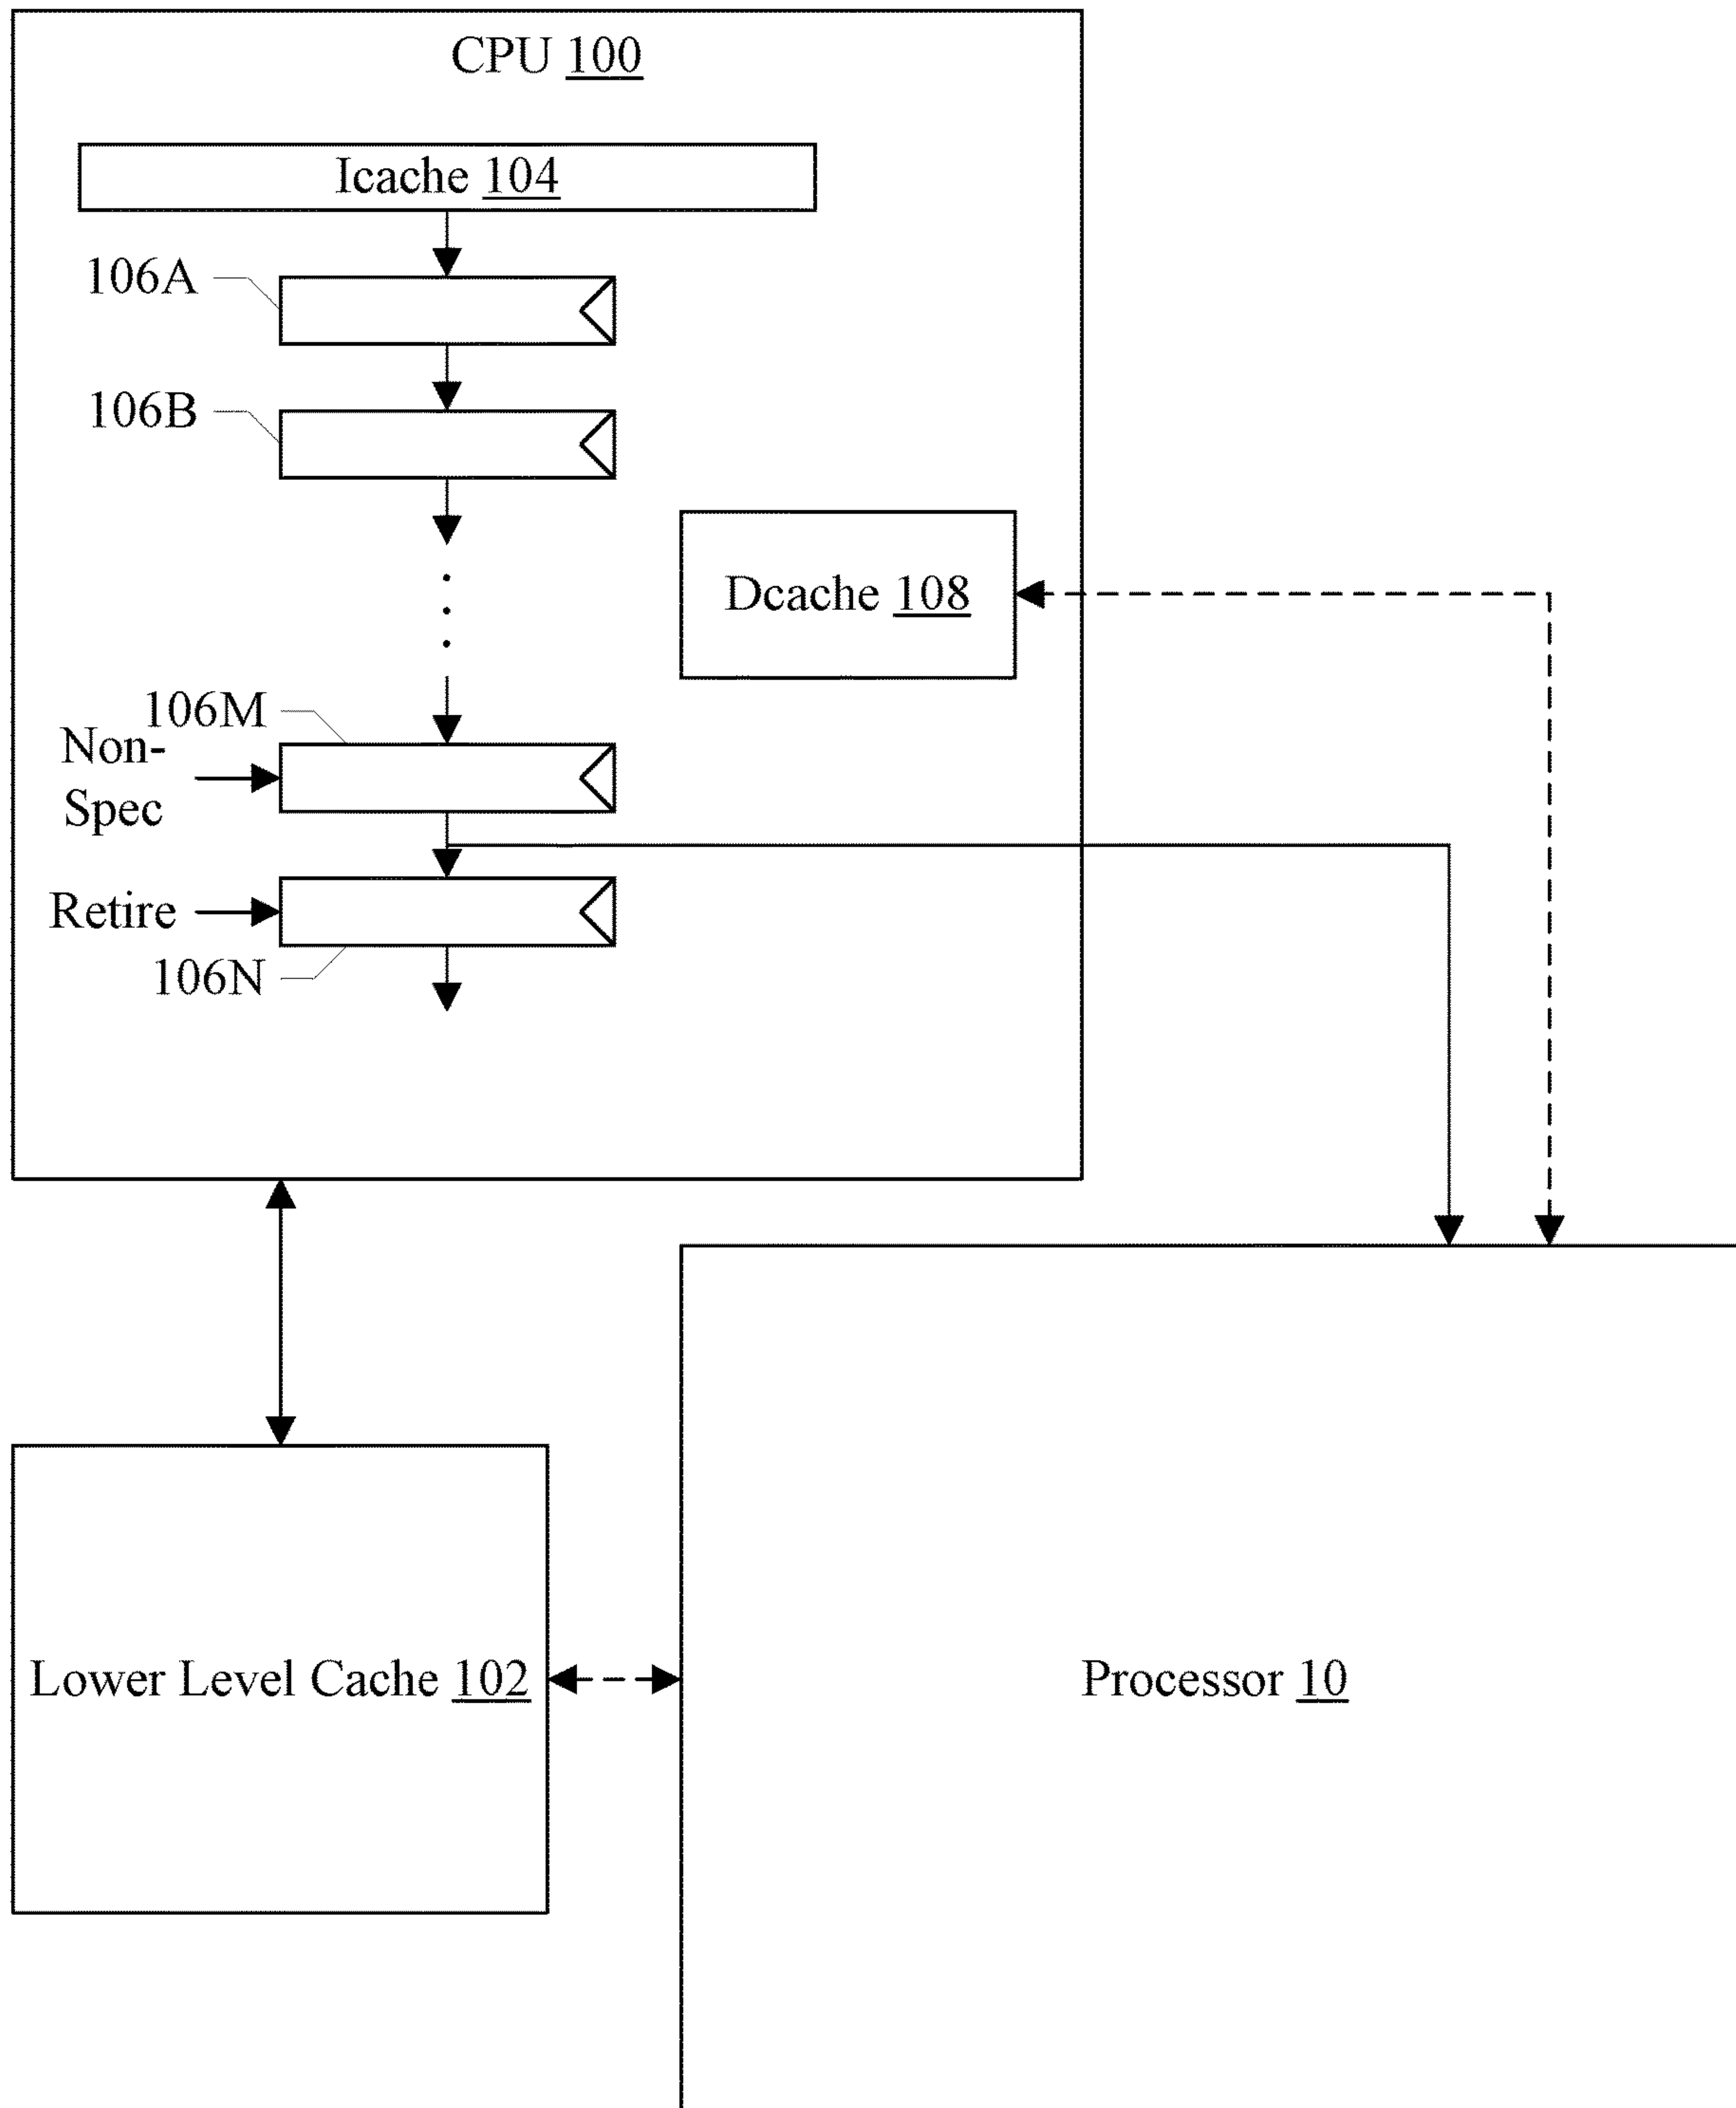 CPU 100
Icache 104
106A
106B
Dcache 108
106M
Non-
Spec
Retire
106N
Lower Level Cache 102
Processor 10